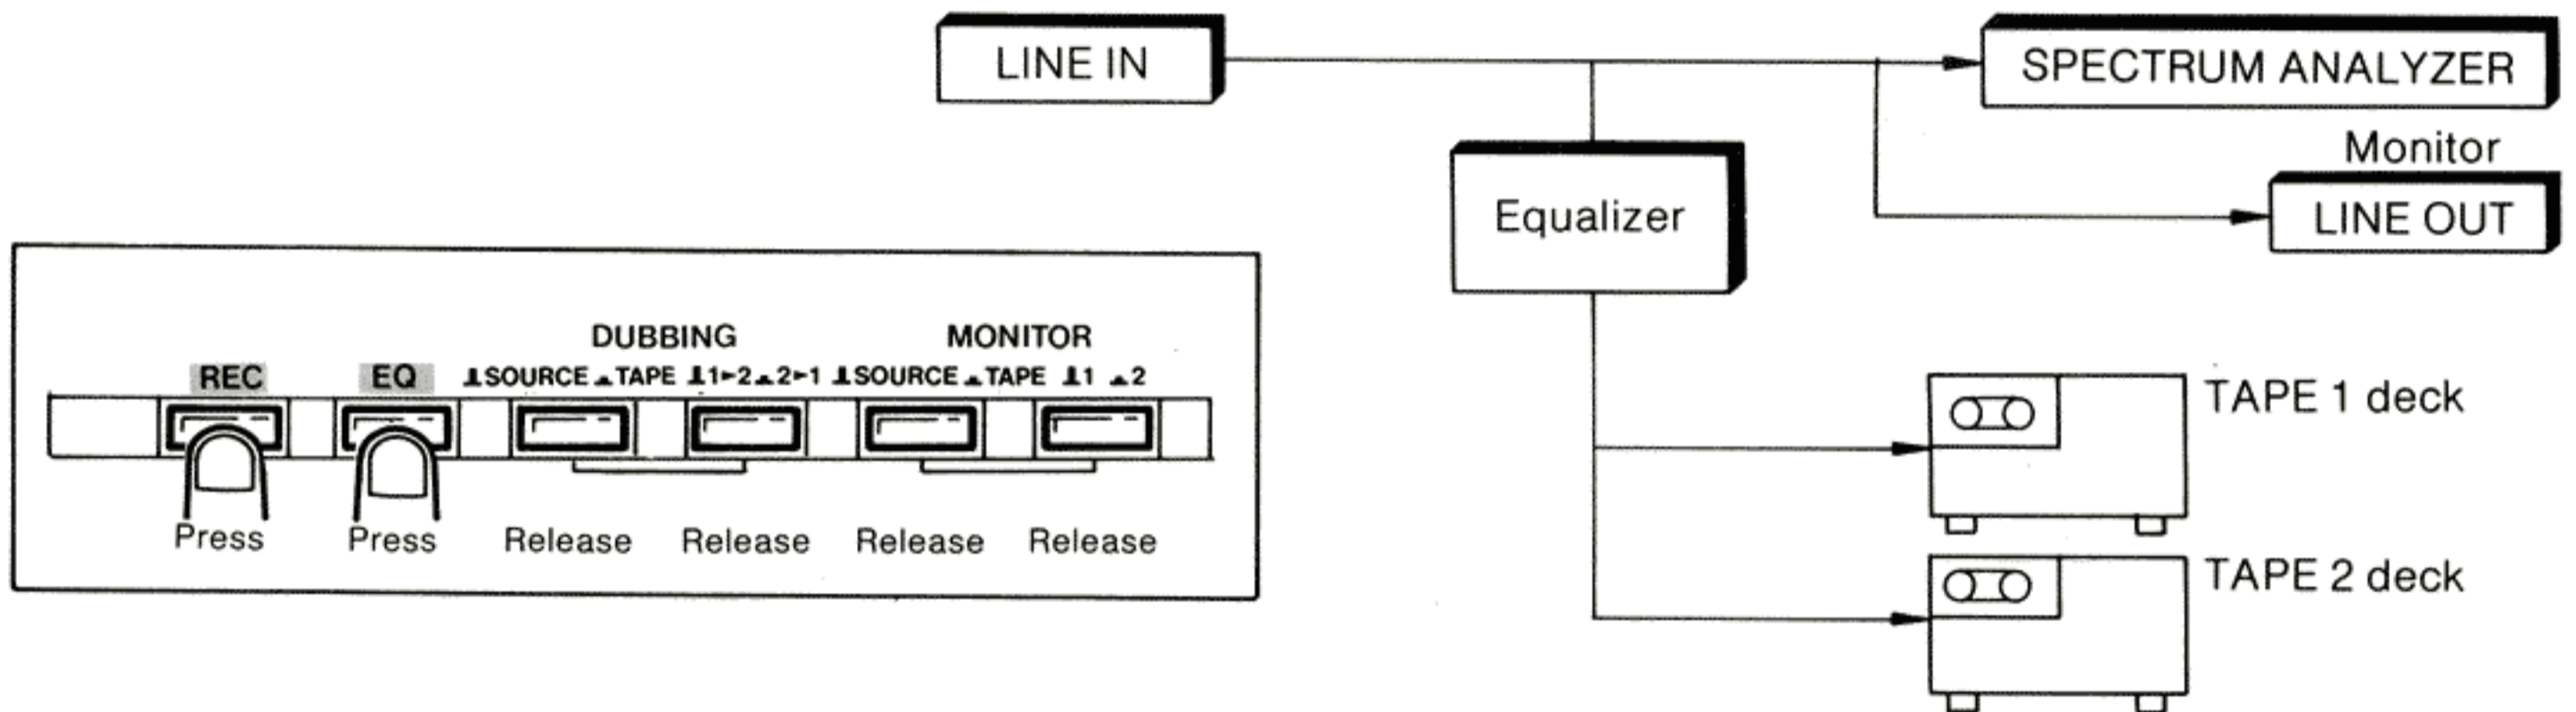 LINE IN
SPECTRUM ANALYZER
Monitor
LINE OUT
Equalizer
DUBBING MONITOR
REC EQ SOURCE TAPE 1►2 2►1 SOURCE TAPE 1 2
Press Press Release Release Release Release
TAPE 1 deck
TAPE 2 deck